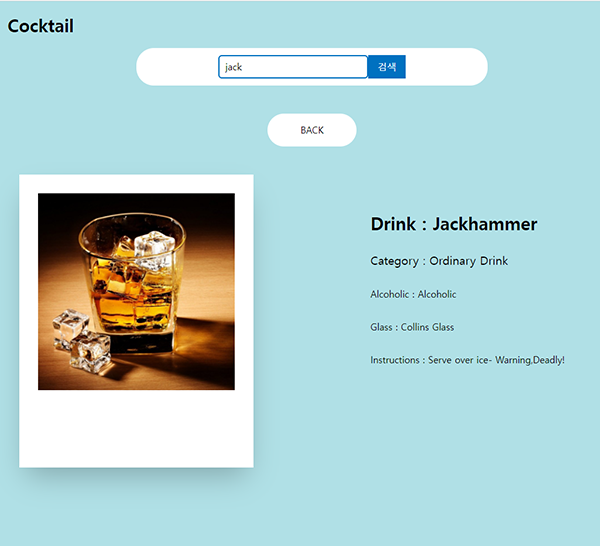 Cocktail
jack
검색
BACK
Drink : Jackhammer
Category : Ordinary Drink
Alcoholic : Alcoholic
Glass : Collins Glass
Instructions : Serve over ice- Warning,Deadly!